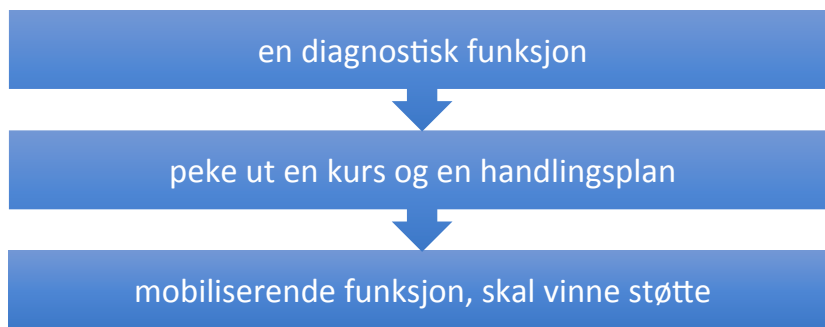 en diagnostisk funksjon
peke ut en kurs og en handlingsplan
mobiliserende funksjon, skal vinne støtte